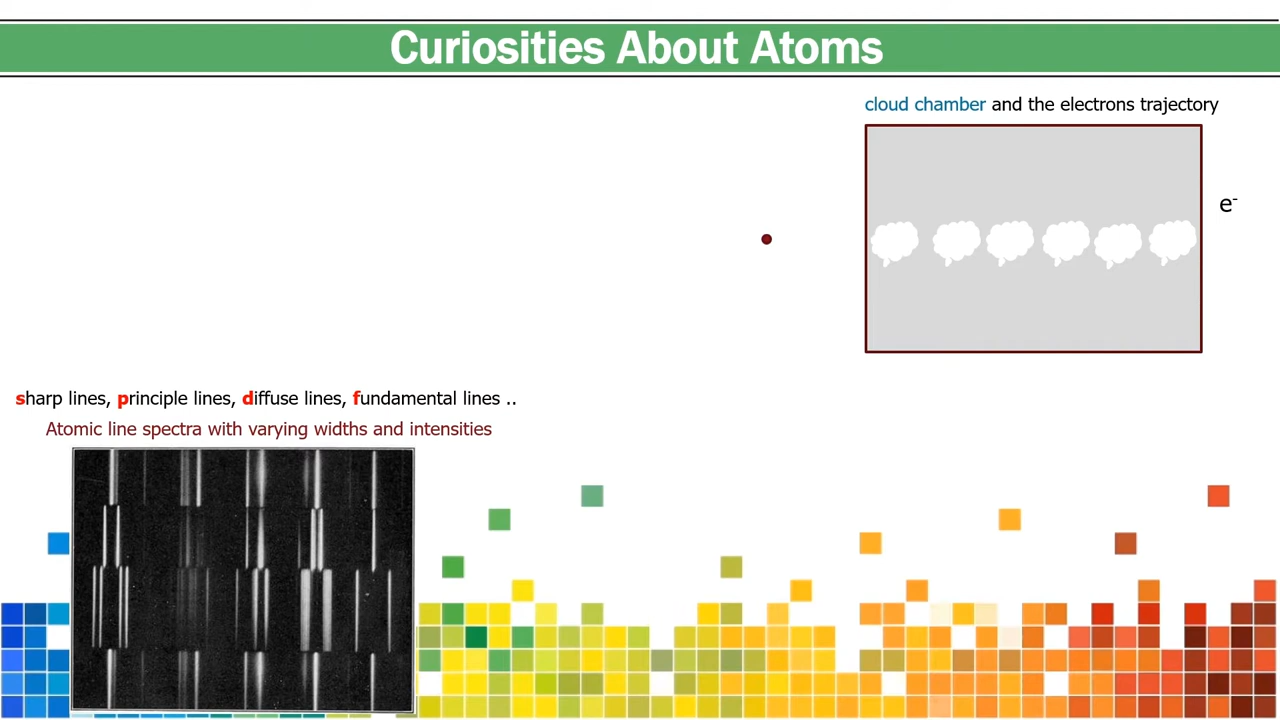 Curiosities About Atoms
cloud chamber and the electrons trajectory
e⁻
sharp lines, principle lines, diffuse lines, fundamental lines ..
Atomic line spectra with varying widths and intensities